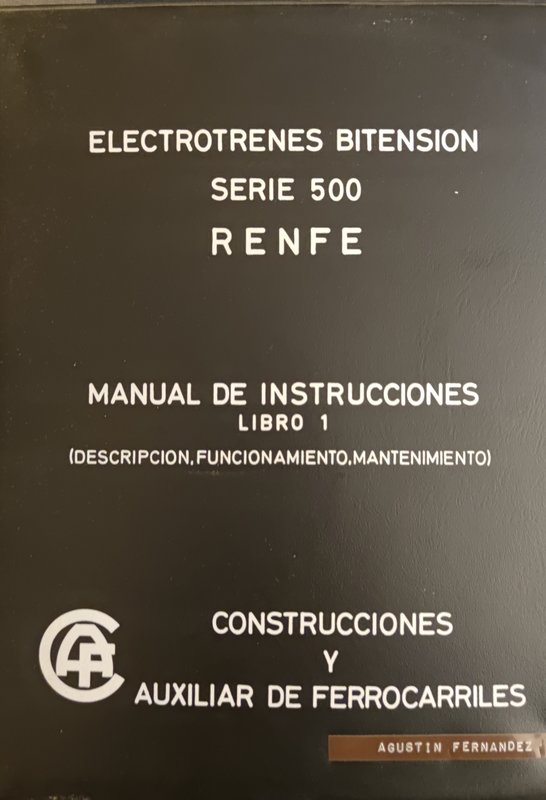 ELECTROTRENES BITENSION
SERIE 500
RENFE
MANUAL DE INSTRUCCIONES
LIBRO 1
(DESCRIPCION,FUNCIONAMIENTO,MANTENIMIENTO)
CAF
CONSTRUCCIONES
Y
AUXILIAR DE FERROCARRILES
AGUSTIN FERNANDEZ